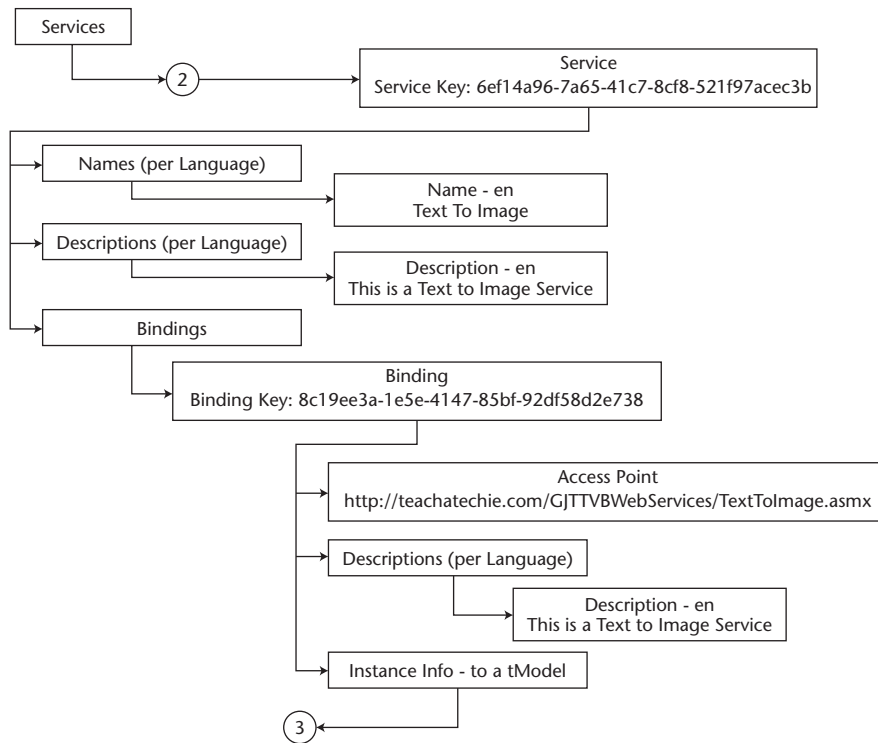 Services
2
Service
Service Key: 6ef14a96-7a65-41c7-8cf8-521f97acec3b
Names (per Language)
Name - en
Text To Image
Descriptions (per Language)
Description - en
This is a Text to Image Service
Bindings
Binding
Binding Key: 8c19ee3a-1e5e-4147-85bf-92df58d2e738
Access Point
http://teachatechie.com/GJTTVBWebServices/TextToImage.asmx
Descriptions (per Language)
Description - en
This is a Text to Image Service
Instance Info - to a tModel
3